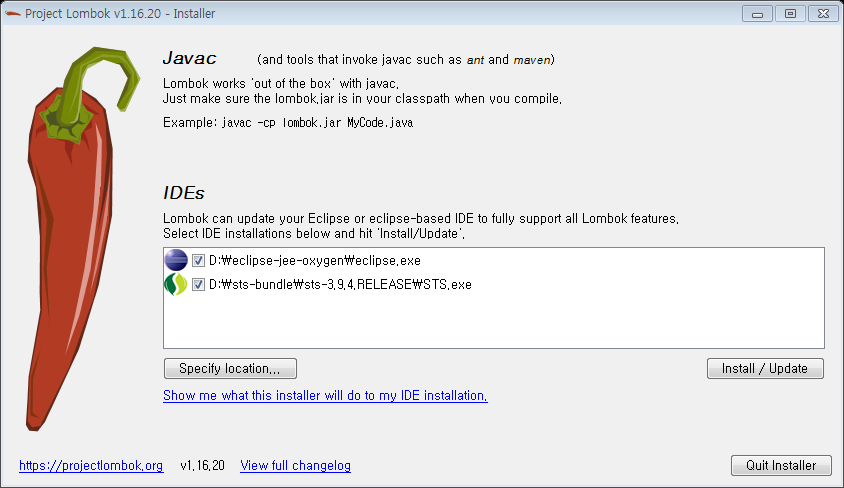 Project Lombok v1.16.20 - Installer
Javac (and tools that invoke javac such as ant and maven)
Lombok works 'out of the box' with javac.
Just make sure the lombok.jar is in your classpath when you compile.
Example: javac -cp lombok.jar MyCode.java
IDEs
Lombok can update your Eclipse or eclipse-based IDE to fully support all Lombok features.
Select IDE installations below and hit 'Install/Update'.
D:₩eclipse-jee-oxygen₩eclipse.exe
D:₩sts-bundle₩sts-3.9.4.RELEASE₩STS.exe
Specify location... Install / Update
Show me what this installer will do to my IDE installation.
https://projectlombok.org v1.16.20 View full changelog Quit Installer